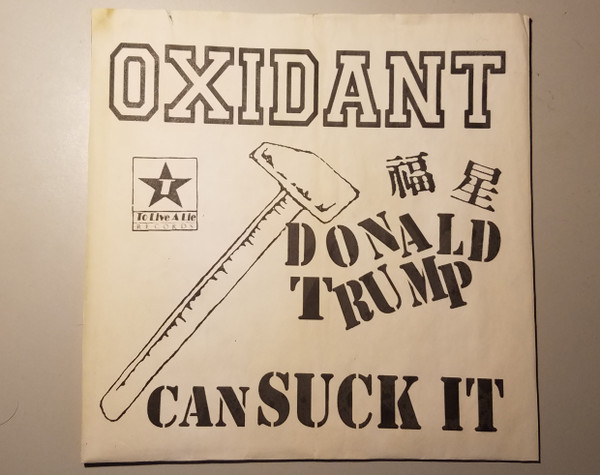 OXIDANT
To Live A Lie
RECORDS
福星
DONALD
TRUMP
CAN SUCK IT